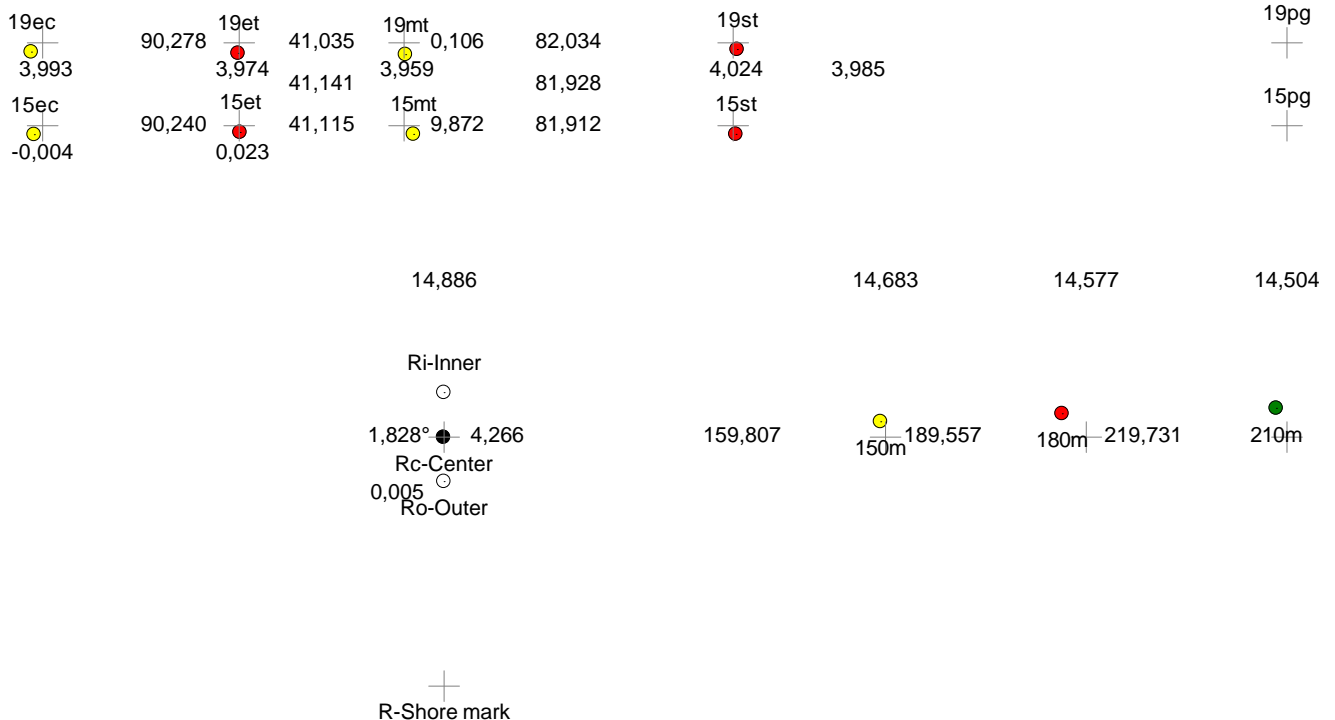 19ec 19et 19mt 19st 19pg
90,278 41,035 0,106 82,034
3,993 3,974 3,959 4,024 3,985
41,141 81,928
15ec 15et 15mt 15st 15pg
90,240 41,115 9,872 81,912
-0,004 0,023
14,886 14,683 14,577 14,504
Ri-Inner
1,828° 4,266 159,807 189,557 219,731
150m 180m 210m
Rc-Center
0,005
Ro-Outer
R-Shore mark